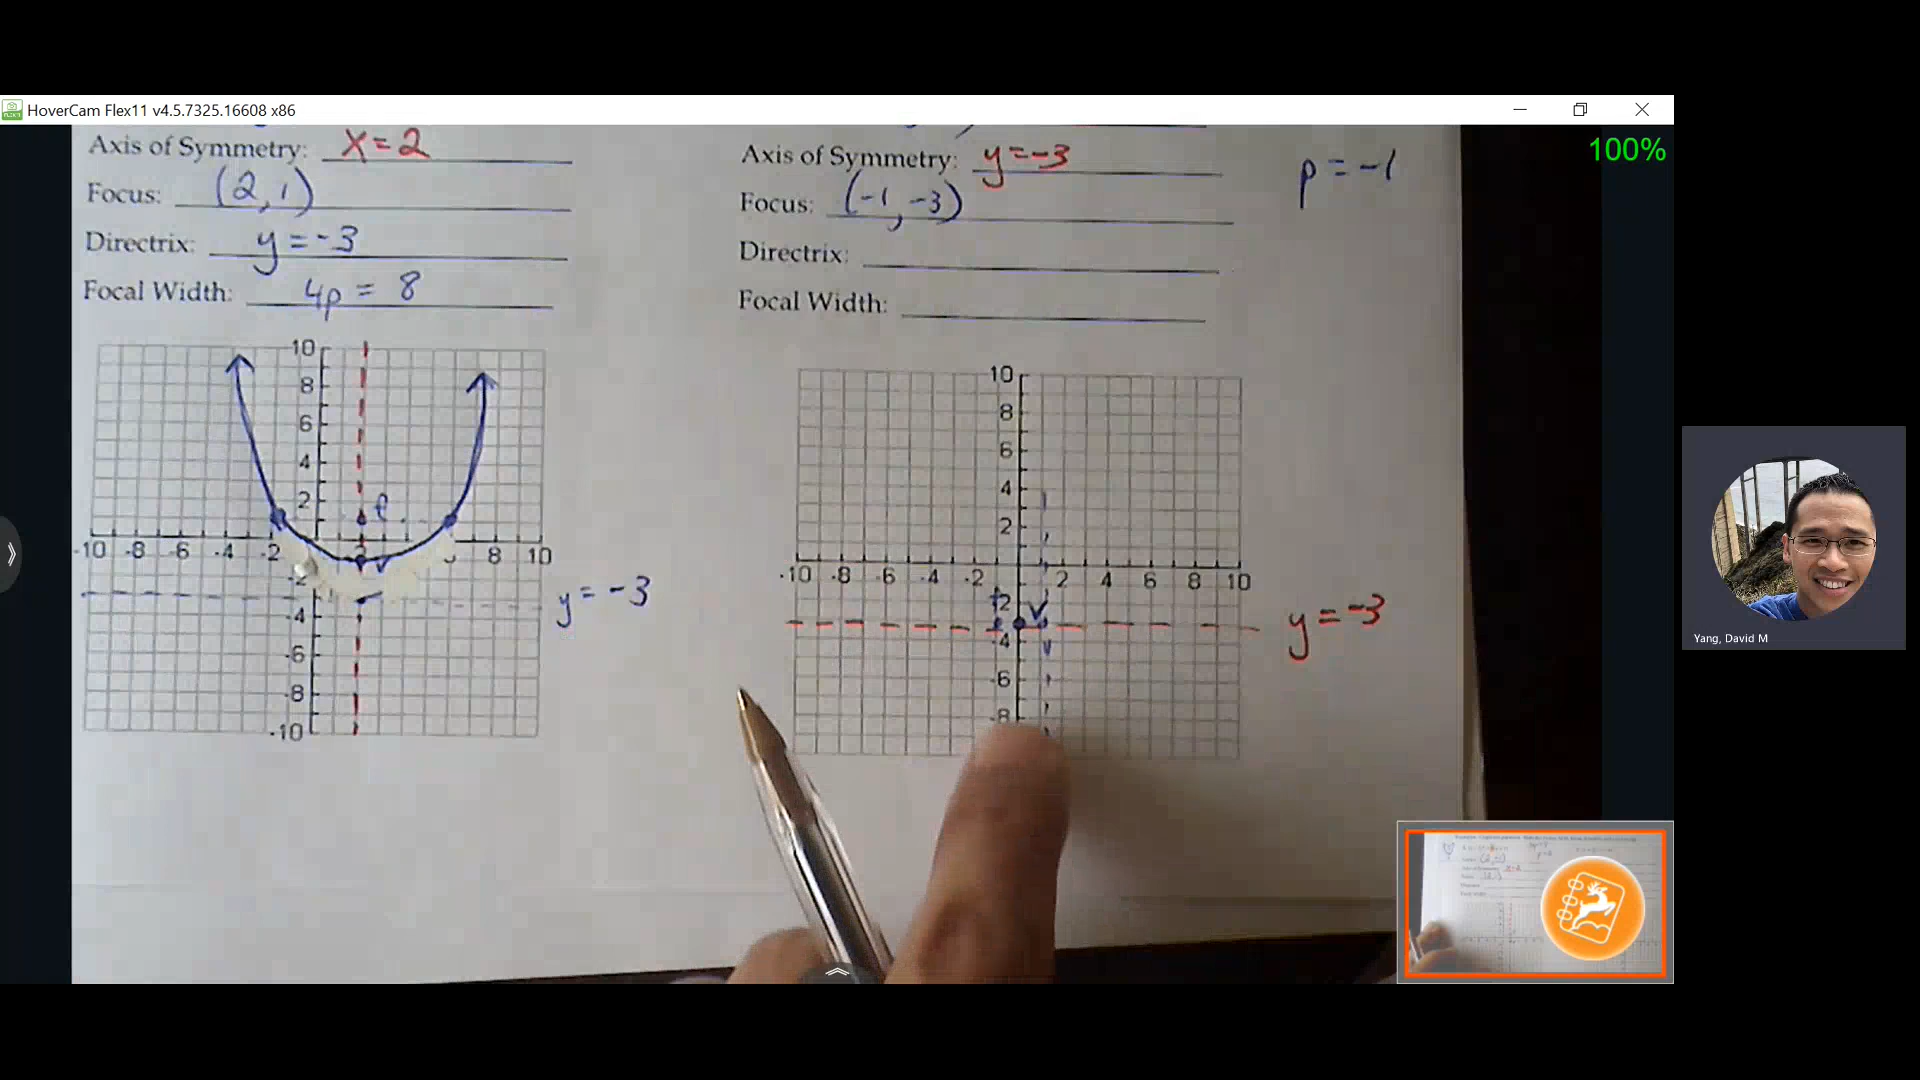 HoverCam Flex11 v4.5.7325.16608 x86
100%
Axis of Symmetry: x=2
Focus: (2,1)
Directrix: y=-3
Focal Width: 4p = 8
10
8
6
4
2
-10 -8 -6 -4 -2 8 10
-2
-4
-6
-8
-10
f
v
y=-3
Axis of Symmetry: y=-3
Focus: (-1,-3)
Directrix:
Focal Width:
p=-1
10
8
6
4
2
-10 -8 -6 -4 -2 2 4 6 8 10
-4
-6
-8
f
V
y=-3
Yang, David M